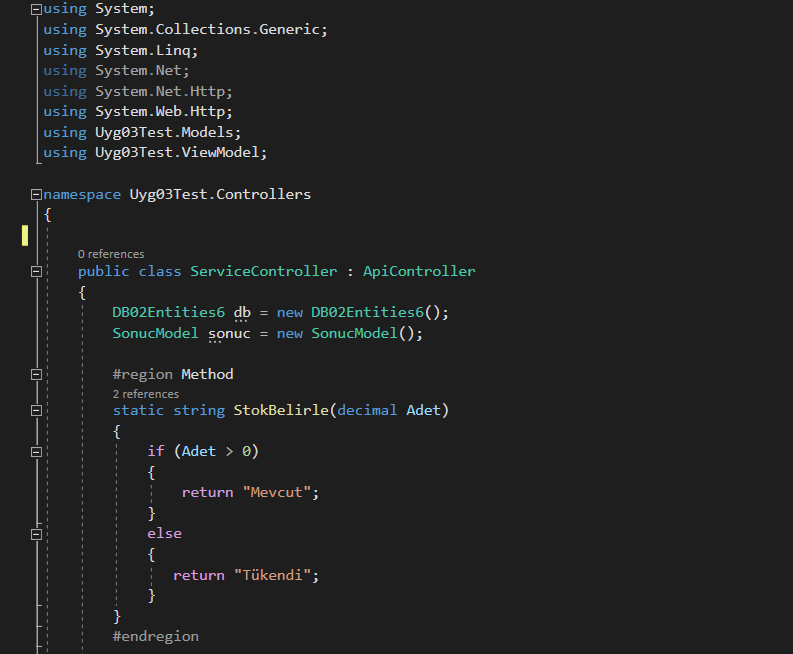 using System;
using System.Collections.Generic;
using System.Linq;
using System.Net;
using System.Net.Http;
using System.Web.Http;
using Uyg03Test.Models;
using Uyg03Test.ViewModel;
namespace Uyg03Test.Controllers
{
0 references
public class ServiceController : ApiController
{
DB02Entities6 db = new DB02Entities6();
SonucModel sonuc = new SonucModel();
#region Method
2 references
static string StokBelirle(decimal Adet)
{
if (Adet > 0)
{
return "Mevcut";
}
else
{
return "Tükendi";
}
}
#endregion